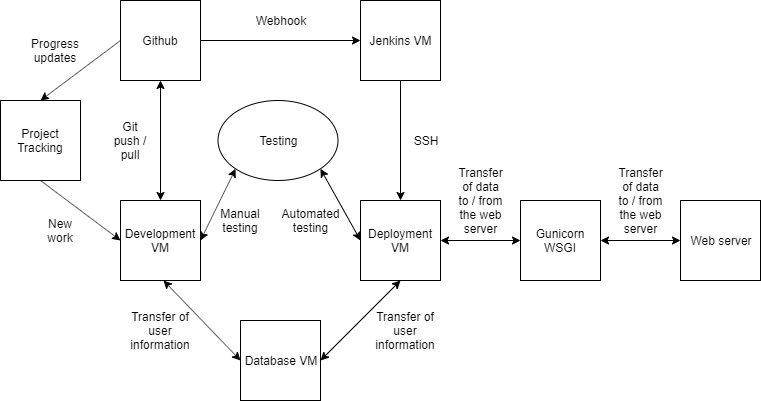 Webhook
Github
Jenkins VM
Progress
updates
Project
Tracking
Git
push /
pull
Testing
SSH
New
work
Development
VM
Manual
testing
Automated
testing
Deployment
VM
Transfer
of data
to / from
the web
server
Gunicorn
WSGI
Transfer
of data
to / from
the web
server
Web server
Transfer of
user
information
Database VM
Transfer of
user
information